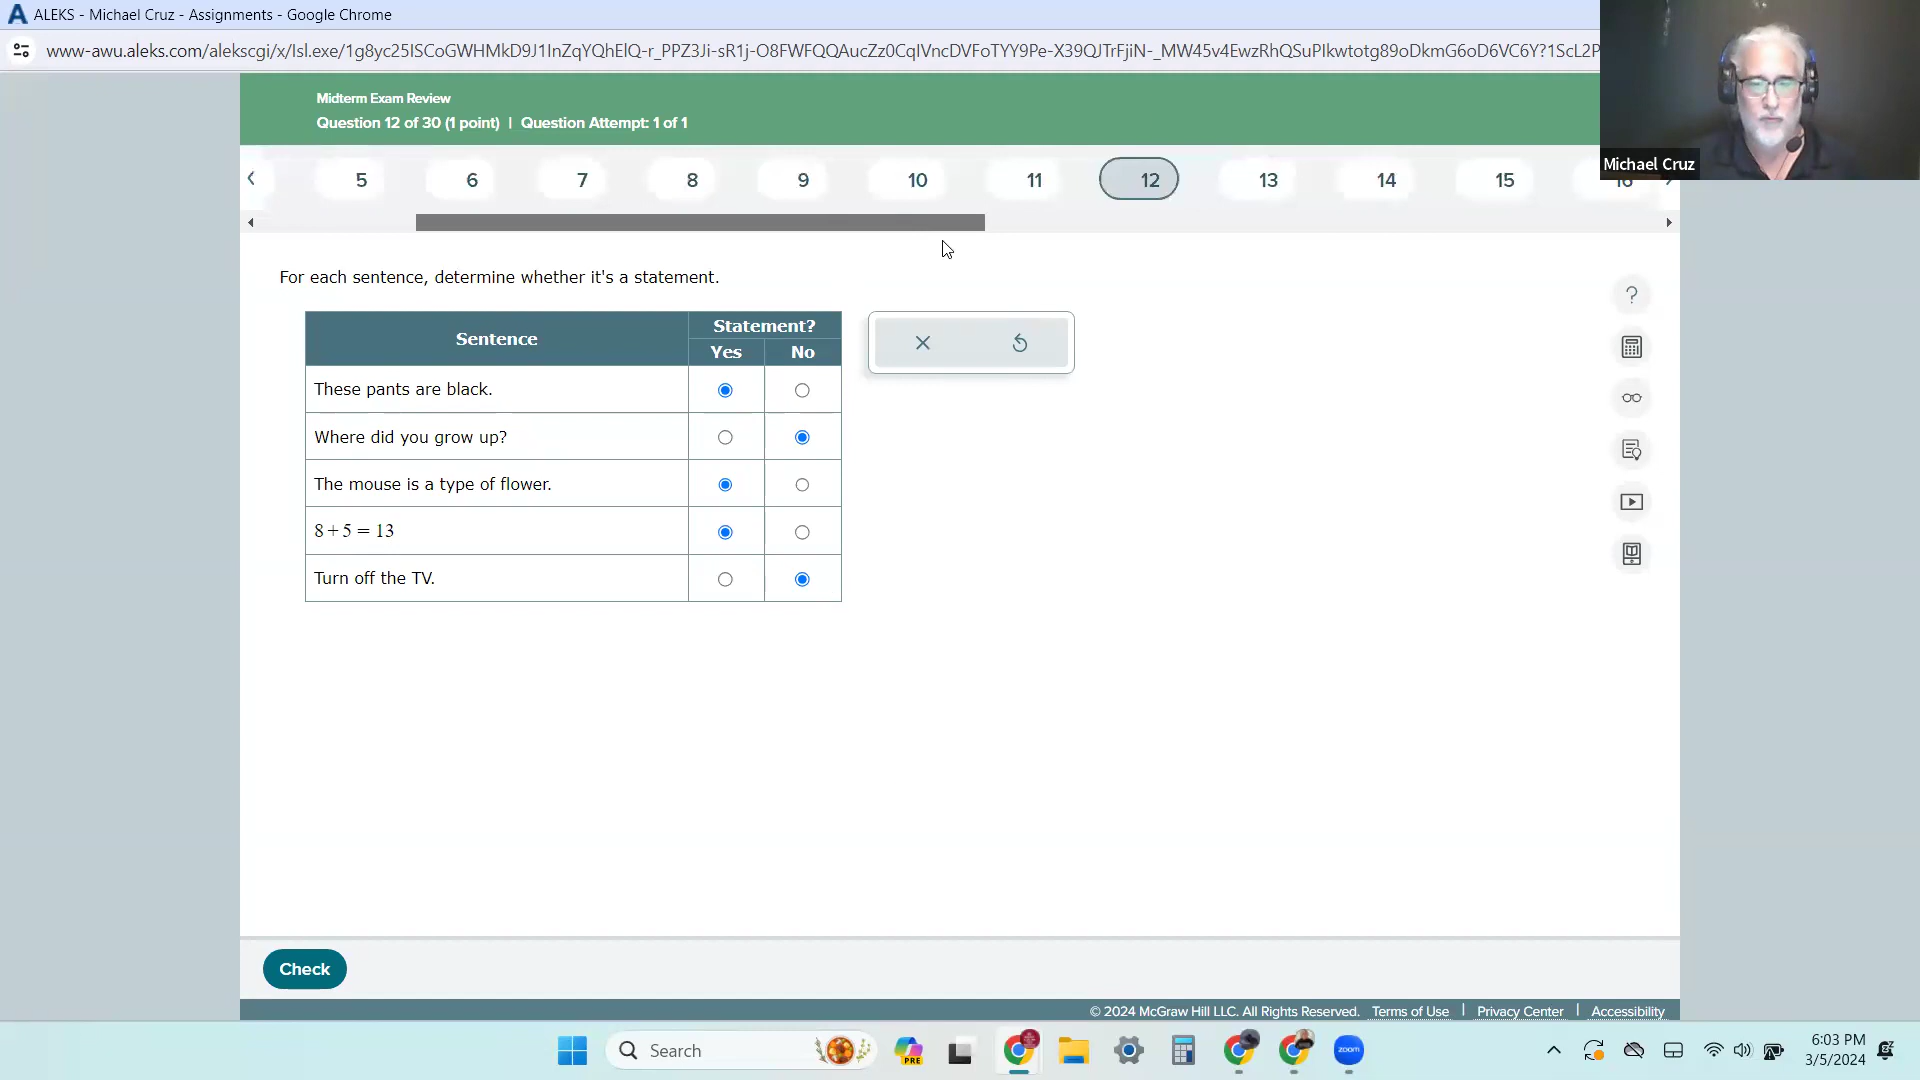 ALEKS - Michael Cruz - Assignments - Google Chrome
www-awu.aleks.com/alekscgi/x/Isl.exe/1g8yc25ISCoGWHMkD9J1InZqYQhElQ-r_PPZ3Ji-sR1j-O8FWFQQAucZz0CqIVncDVFoTYY9Pe-X39QJTrFjiN-_MW45v4EwzRhQSuPIkwtotg89oDkmG6oD6VC6Y?1ScL2P
Midterm Exam Review
Question 12 of 30 (1 point) | Question Attempt: 1 of 1
Michael Cruz
5 6 7 8 9 10 11 12 13 14 15 16
For each sentence, determine whether it's a statement.
Sentence Statement?
Yes No
These pants are black.
Where did you grow up?
The mouse is a type of flower.
8 + 5 = 13
Turn off the TV.
Check
© 2024 McGraw Hill LLC. All Rights Reserved. Terms of Use | Privacy Center | Accessibility
Search
PRE
zoom
6:03 PM
3/5/2024